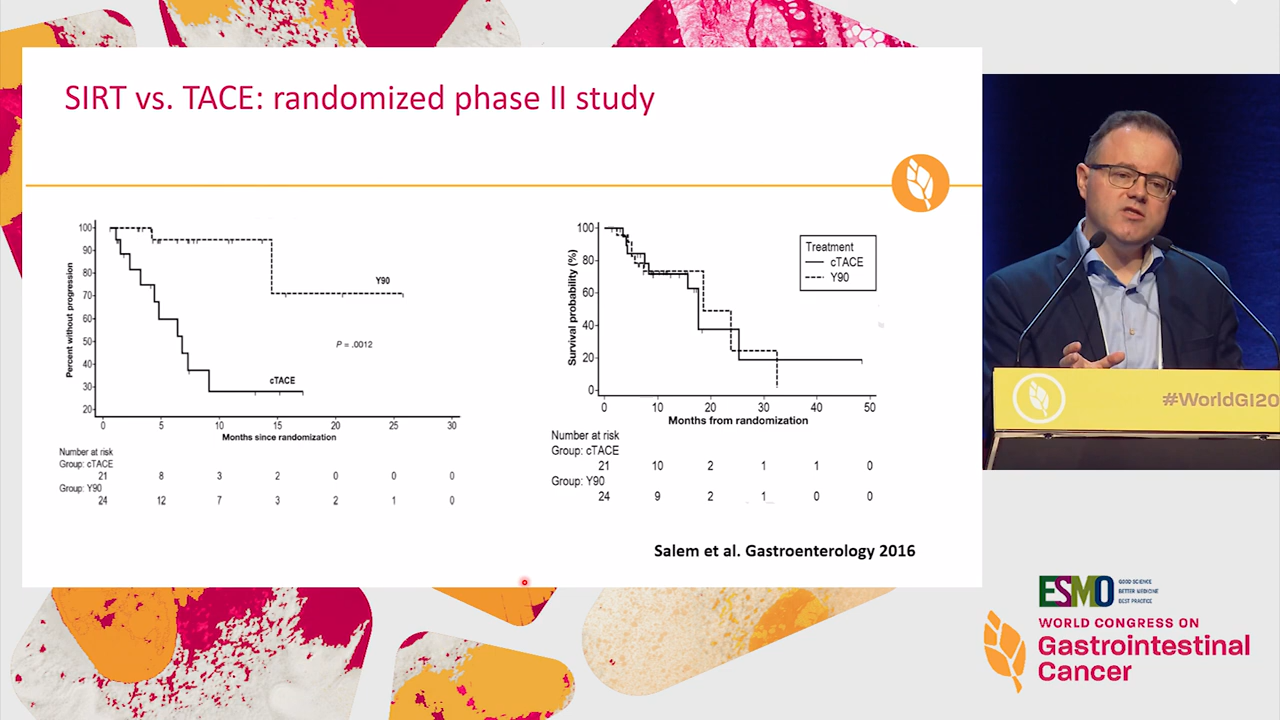 SIRT vs. TACE: randomized phase II study
Percent without progression
100
90
80
70
60
50
40
30
20
Y90
P = .0012
cTACE
0 5 10 15 20 25 30
Months since randomization
Number at risk
Group: cTACE
21 8 3 2 0 0 0
Group: Y90
24 12 7 3 2 1 0
Survival probability (%)
100
80
60
40
20
0
Treatment
cTACE
Y90
0 10 20 30 40 50
Months from randomization
Number at risk
Group: cTACE
21 10 2 1 1 0
Group: Y90
24 9 2 1 0 0
Salem et al. Gastroenterology 2016
#WorldGI20
ESMO
GOOD SCIENCE
BETTER MEDICINE
BEST PRACTICE
WORLD CONGRESS ON
Gastrointestinal
Cancer